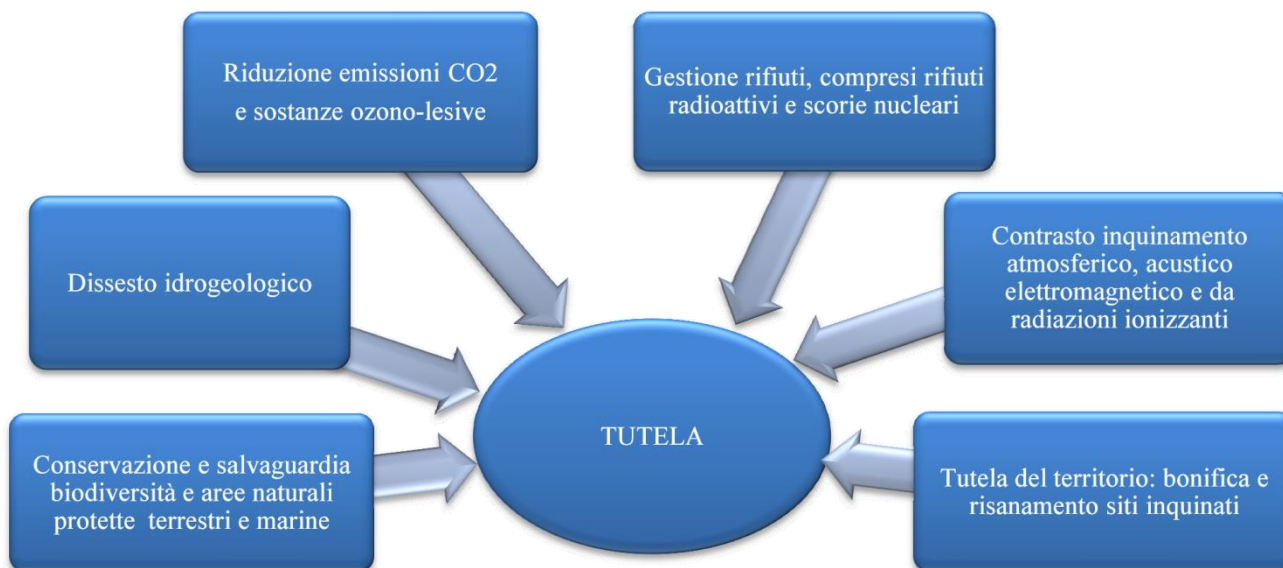 Riduzione emissioni CO2
e sostanze ozono-lesive
Gestione rifiuti, compresi rifiuti
radioattivi e scorie nucleari
Dissesto idrogeologico
Contrasto inquinamento
atmosferico, acustico
elettromagnetico e da
radiazioni ionizzanti
TUTELA
Conservazione e salvaguardia
biodiversità e aree naturali
protette terrestri e marine
Tutela del territorio: bonifica e
risanamento siti inquinati